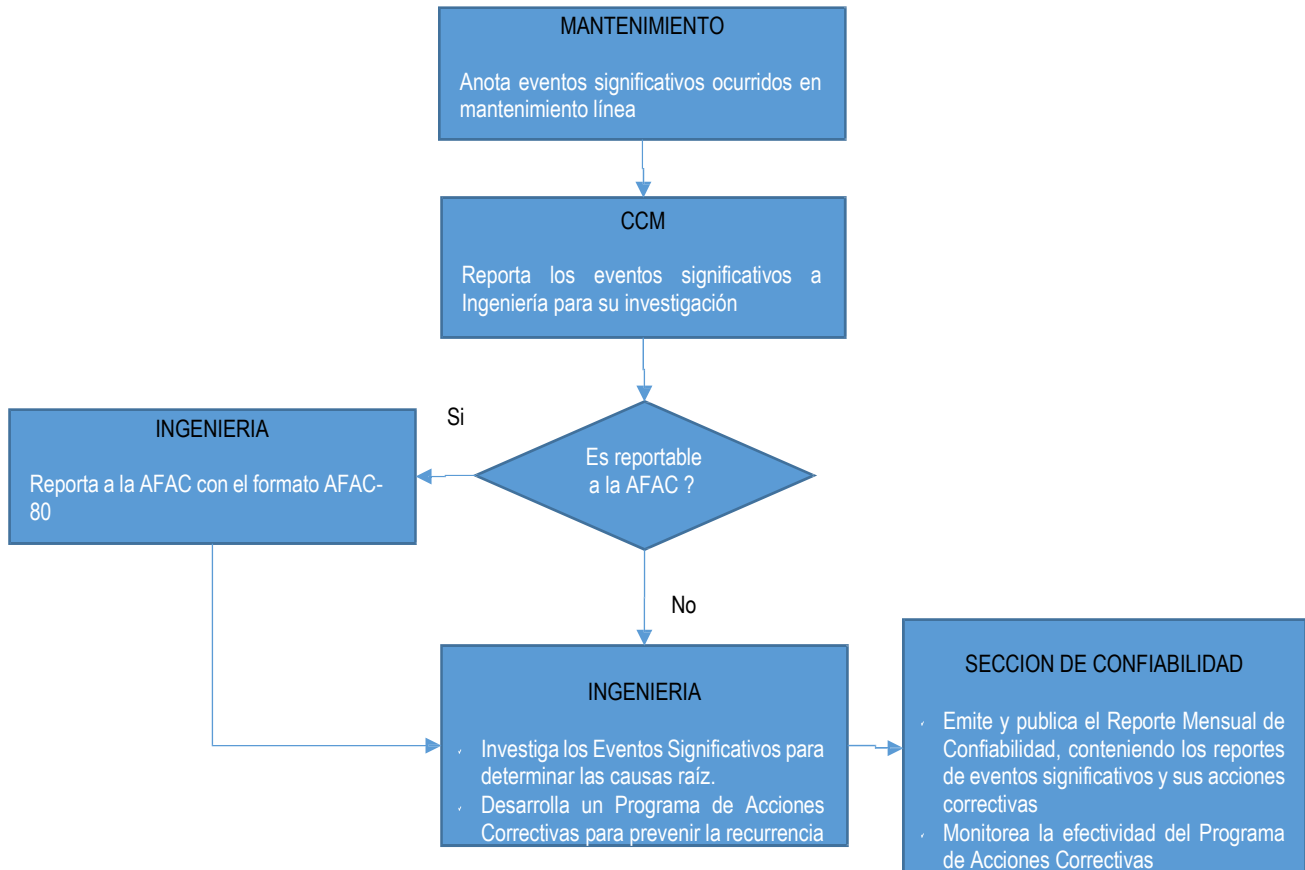 MANTENIMIENTO
Anota eventos significativos ocurridos en
mantenimiento línea
CCM
Reporta los eventos significativos a
Ingeniería para su investigación
Si
INGENIERIA
Reporta a la AFAC con el formato AFAC-
80
Es reportable
a la AFAC ?
No
INGENIERIA
Investiga los Eventos Significativos para
determinar las causas raíz.
Desarrolla un Programa de Acciones
Correctivas para prevenir la recurrencia
SECCION DE CONFIABILIDAD
Emite y publica el Reporte Mensual de
Confiabilidad, conteniendo los reportes
de eventos significativos y sus acciones
correctivas
Monitorea la efectividad del Programa
de Acciones Correctivas